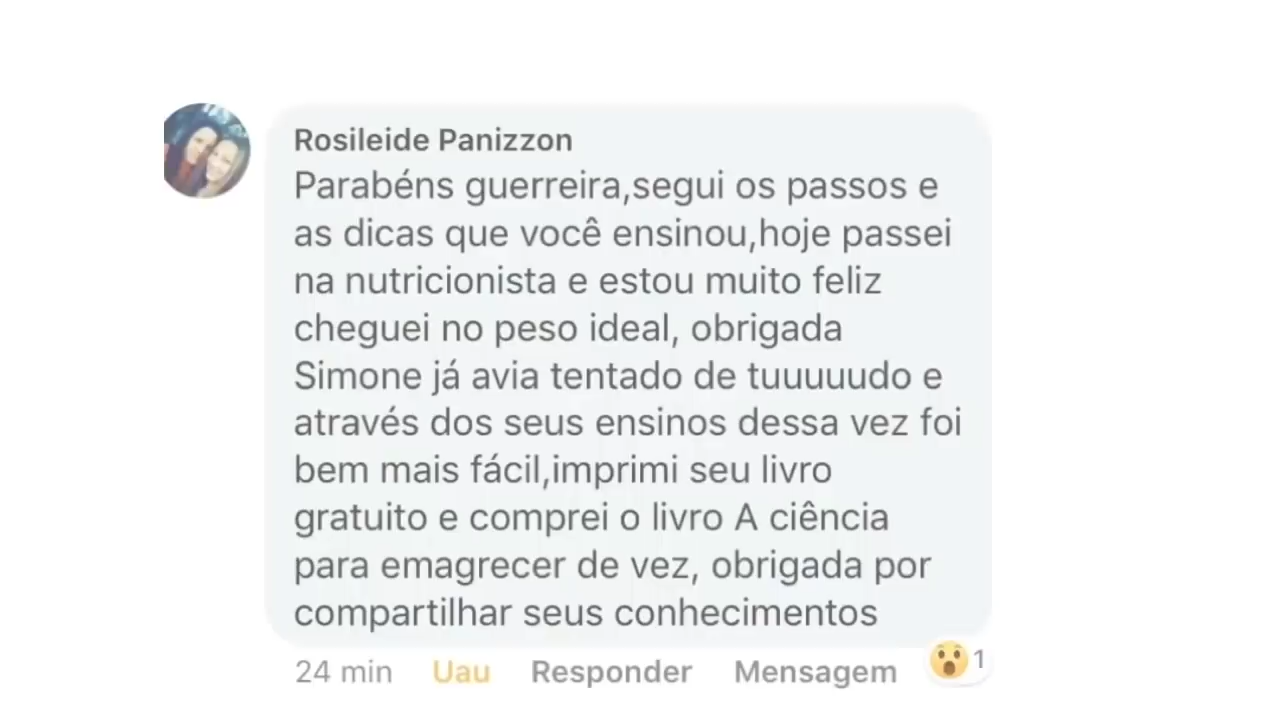 Rosileide Panizzon
Parabéns guerreira,segui os passos e
as dicas que você ensinou,hoje passei
na nutricionista e estou muito feliz
cheguei no peso ideal, obrigada
Simone já avia tentado de tuuuuudo e
através dos seus ensinos dessa vez foi
bem mais fácil,imprimi seu livro
gratuito e comprei o livro A ciência
para emagrecer de vez, obrigada por
compartilhar seus conhecimentos
24 min Uau Responder Mensagem 1